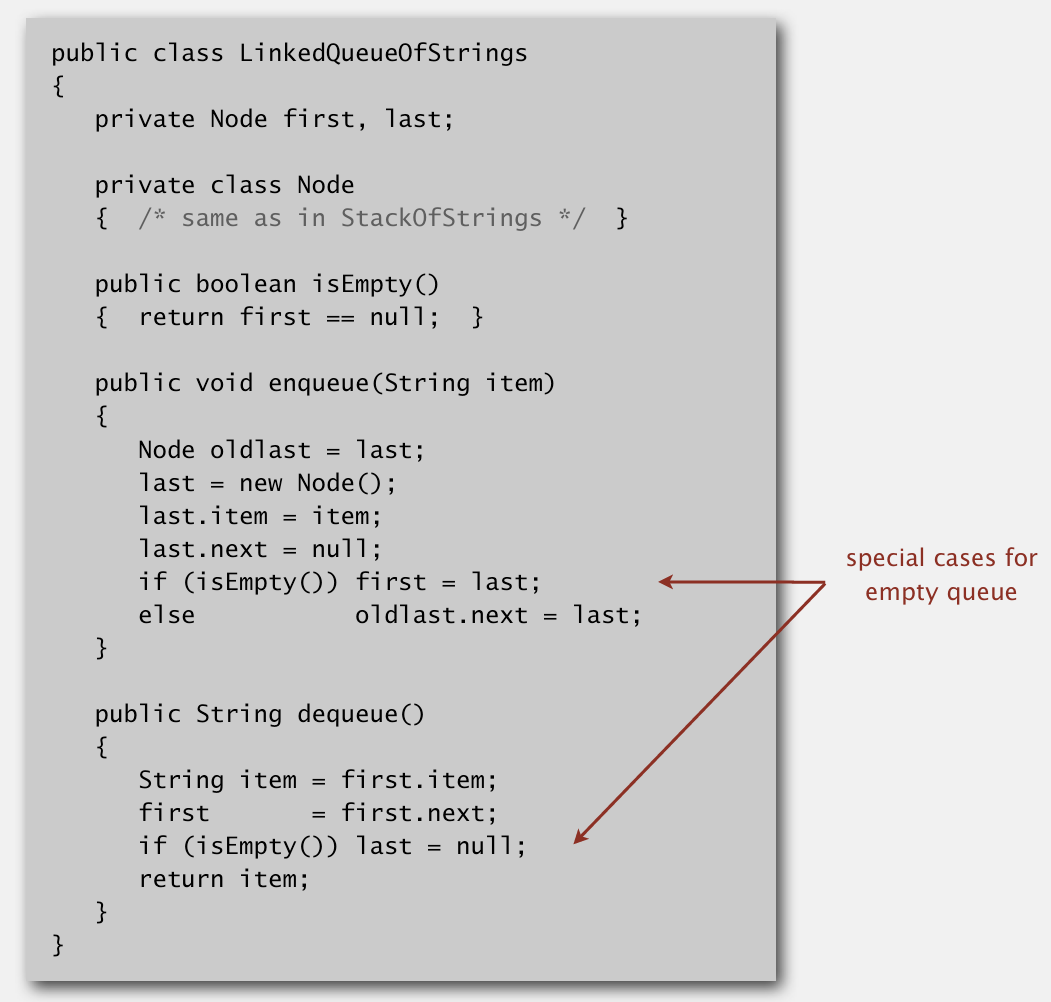 public class LinkedQueueOfStrings
{
   private Node first, last;

   private class Node
   {  /* same as in StackOfStrings */  }

   public boolean isEmpty()
   {  return first == null;  }

   public void enqueue(String item)
   {
      Node oldlast = last;
      last = new Node();
      last.item = item;
      last.next = null;
      if (isEmpty()) first = last;
      else           oldlast.next = last;
   }

   public String dequeue()
   {
      String item = first.item;
      first       = first.next;
      if (isEmpty()) last = null;
      return item;
   }
}
special cases for
empty queue